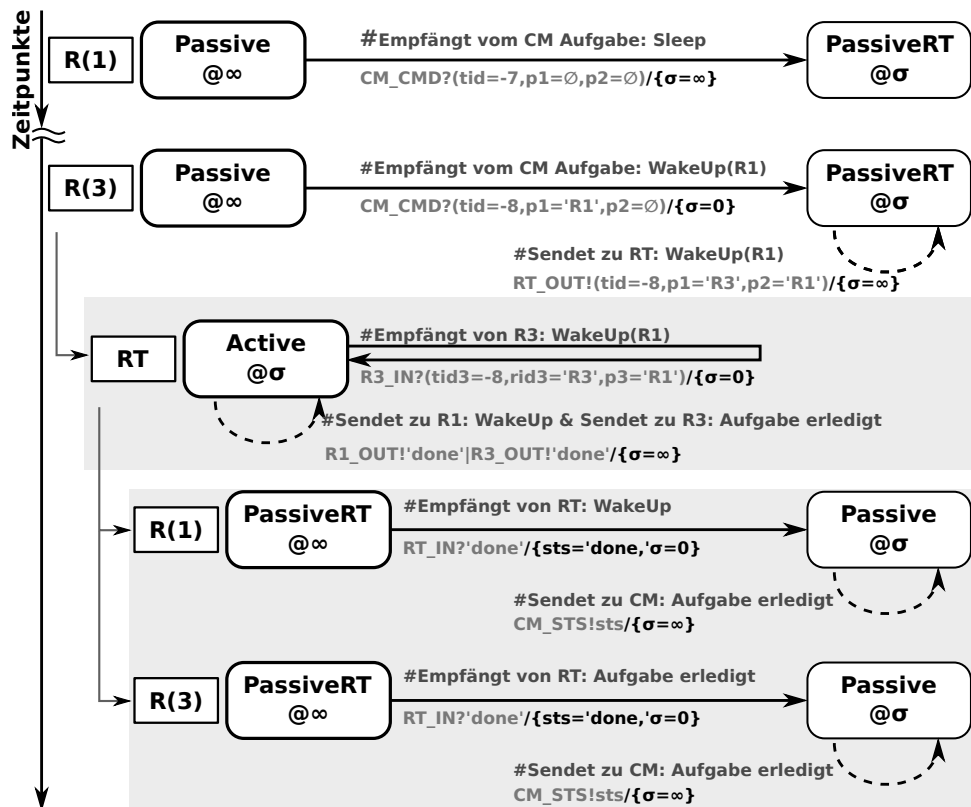 Zeitpunkte
R(1)
Passive
@∞
#Empfängt vom CM Aufgabe: Sleep
CM_CMD?(tid=-7,p1=∅,p2=∅)/{σ=∞}
PassiveRT
@σ
R(3)
Passive
@∞
#Empfängt vom CM Aufgabe: WakeUp(R1)
CM_CMD?(tid=-8,p1='R1',p2=∅)/{σ=0}
PassiveRT
@σ
#Sendet zu RT: WakeUp(R1)
RT_OUT!(tid=-8,p1='R3',p2='R1')/{σ=∞}
RT
Active
@σ
#Empfängt von R3: WakeUp(R1)
R3_IN?(tid3=-8,rid3='R3',p3='R1')/{σ=0}
#Sendet zu R1: WakeUp & Sendet zu R3: Aufgabe erledigt
R1_OUT!'done'|R3_OUT!'done'/{σ=∞}
R(1)
PassiveRT
@∞
#Empfängt von RT: WakeUp
RT_IN?'done'/{sts='done,'σ=0}
Passive
@σ
#Sendet zu CM: Aufgabe erledigt
CM_STS!sts/{σ=∞}
R(3)
PassiveRT
@∞
#Empfängt von RT: Aufgabe erledigt
RT_IN?'done'/{sts='done,'σ=0}
Passive
@σ
#Sendet zu CM: Aufgabe erledigt
CM_STS!sts/{σ=∞}